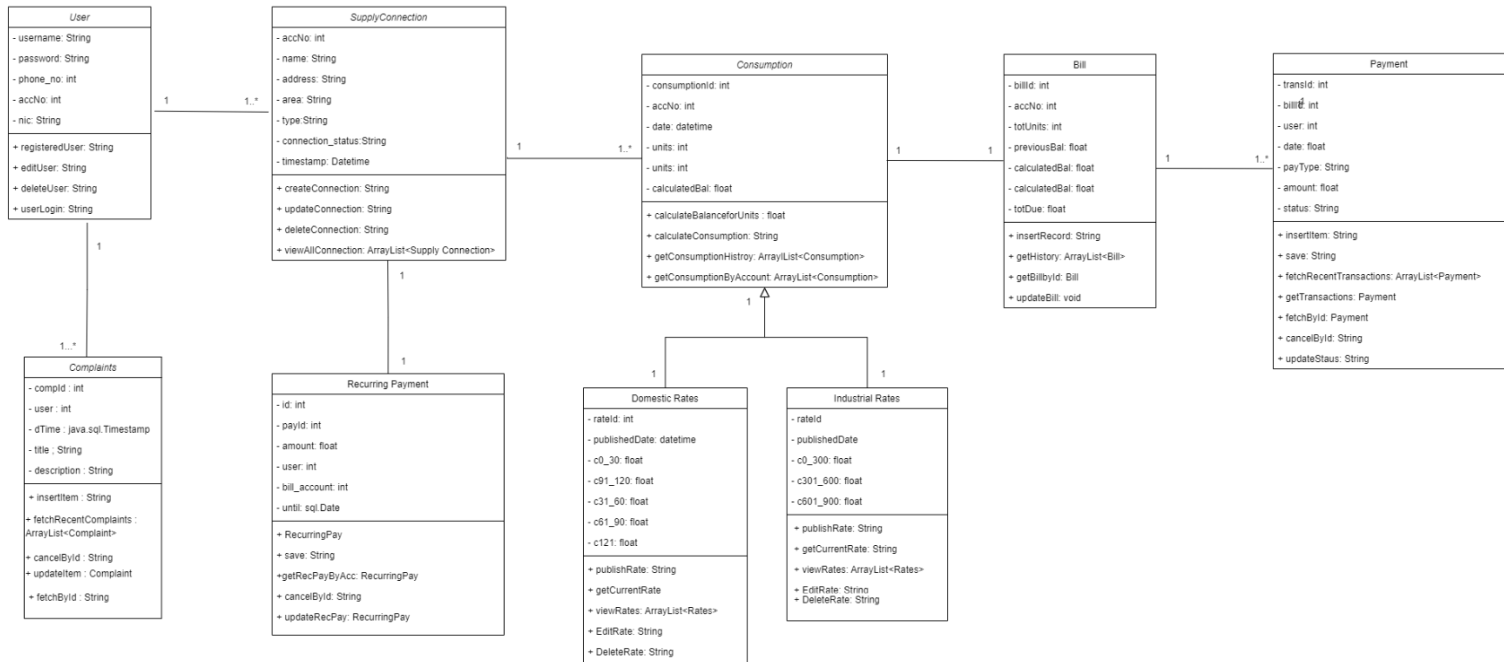 User
- username: String
- password: String
- phone_no: int
- accNo: int
- nic: String
+ registeredUser: String
+ editUser: String
+ deleteUser: String
+ userLogin: String
1
1..*
1
1...*
SupplyConnection
- accNo: int
- name: String
- address: String
- area: String
- type:String
- connection_status:String
- timestamp: Datetime
+ createConnection: String
+ updateConnection: String
+ deleteConnection: String
+ viewAllConnection: ArrayList<Supply Connection>
1
1..*
1
1
Consumption
- consumptionId: int
- accNo: int
- date: datetime
- units: int
- units: int
- calculatedBal: float
+ calculateBalanceforUnits : float
+ calculateConsumption: String
+ getConsumptionHistroy: ArrayIList<Consumption>
+ getConsumptionByAccount: ArrayList<Consumption>
1
1
1
1
1
Bill
- billId: int
- accNo: int
- totUnits: int
- previousBal: float
- calculatedBal: float
- calculatedBal: float
- totDue: float
+ insertRecord: String
+ getHistory: ArrayList<Bill>
+ getBillbyId: Bill
+ updateBill: void
1
1..*
Payment
- transId: int
- billId: int
- user: int
- date: float
- payType: String
- amount: float
- status: String
+ insertItem: String
+ save: String
+ fetchRecentTransactions: ArrayList<Payment>
+ getTransactions: Payment
+ fetchById: Payment
+ cancelById: String
+ updateStaus: String
Complaints
- compId : int
- user : int
- dTime : java.sql.Timestamp
- title ; String
- description : String
+ insertItem : String
+ fetchRecentComplaints :
ArrayList<Complaint>
+ cancelById : String
+ updateItem : Complaint
+ fetchById : String
Recurring Payment
- id: int
- payId: int
- amount: float
- user: int
- bill_account: int
- until: sql.Date
+ RecurringPay
+ save: String
+getRecPayByAcc: RecurringPay
+ cancelById: String
+ updateRecPay: RecurringPay
Domestic Rates
- rateId: int
- publishedDate: datetime
- c0_30: float
- c91_120: float
- c31_60: float
- c61_90: float
- c121: float
+ publishRate: String
+ getCurrentRate
+ viewRates: ArrayList<Rates>
+ EditRate: String
+ DeleteRate: String
Industrial Rates
- rateId
- publishedDate
- c0_300: float
- c301_600: float
- c601_900: float
+ publishRate: String
+ getCurrentRate: String
+ viewRates: ArrayList<Rates>
+ EditRate: String
+ DeleteRate: String